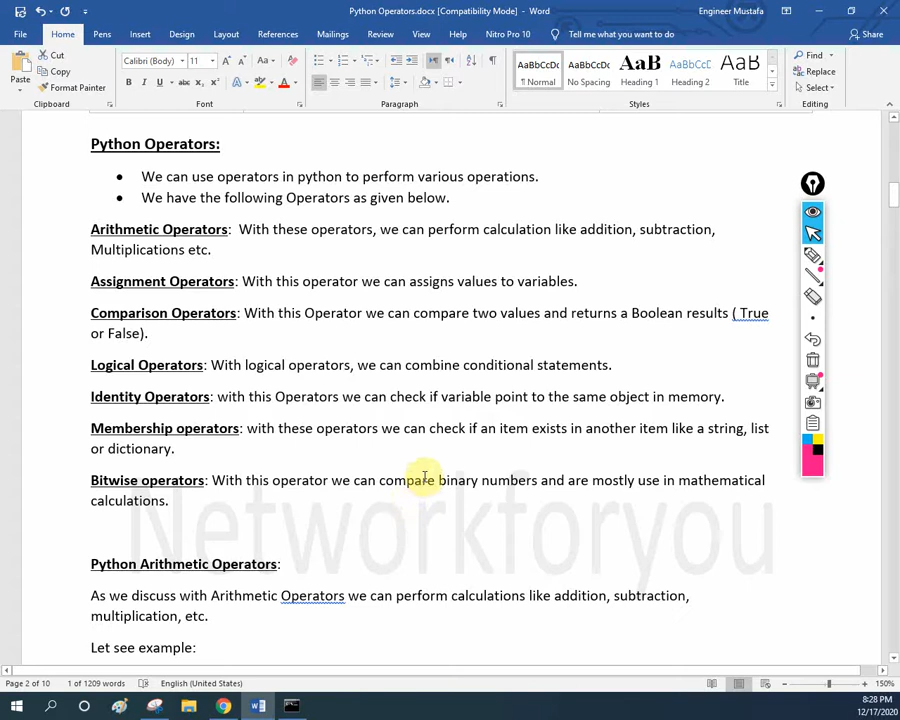 Python Operators.docx [Compatibility Mode] - Word
Engineer Mustafa
File Home Pens Insert Design Layout References Mailings Review View Help Nitro Pro 10 Tell me what you want to do Share
Paste
Cut
Copy
Format Painter
Clipboard
Calibri (Body) 11
Font
Paragraph
AaBbCcDc AaBbCcDc AaBb AaBbCcD AaB
¶ Normal No Spacing Heading 1 Heading 2 Title
Styles
Find
Replace
Select
Editing
Python Operators:
• We can use operators in python to perform various operations.
• We have the following Operators as given below.
Arithmetic Operators: With these operators, we can perform calculation like addition, subtraction,
Multiplications etc.
Assignment Operators: With this operator we can assigns values to variables.
Comparison Operators: With this Operator we can compare two values and returns a Boolean results ( True
or False).
Logical Operators: With logical operators, we can combine conditional statements.
Identity Operators: with this Operators we can check if variable point to the same object in memory.
Membership operators: with these operators we can check if an item exists in another item like a string, list
or dictionary.
Bitwise operators: With this operator we can compare binary numbers and are mostly use in mathematical
calculations.
Networkforyou
Python Arithmetic Operators:
As we discuss with Arithmetic Operators we can perform calculations like addition, subtraction,
multiplication, etc.
Let see example:
Page 2 of 10 1 of 1209 words English (United States) 150%
8:28 PM
12/17/2020